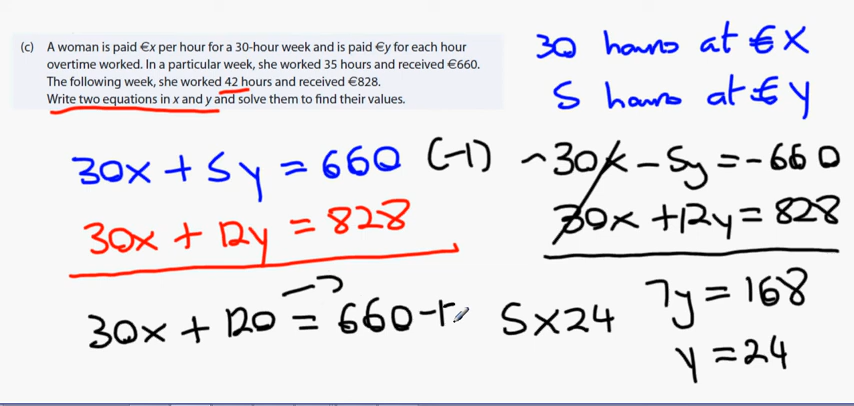 (c) A woman is paid €x per hour for a 30-hour week and is paid €y for each hour
overtime worked. In a particular week, she worked 35 hours and received €660.
The following week, she worked 42 hours and received €828.
Write two equations in x and y and solve them to find their values.
30 hours at €x
5 hours at €y
30x + 5y = 660 (-1)
30x + 12y = 828
-30x - 5y = -660
30x + 12y = 828
7y = 168
y = 24
5x24
30x + 120 = 660-1